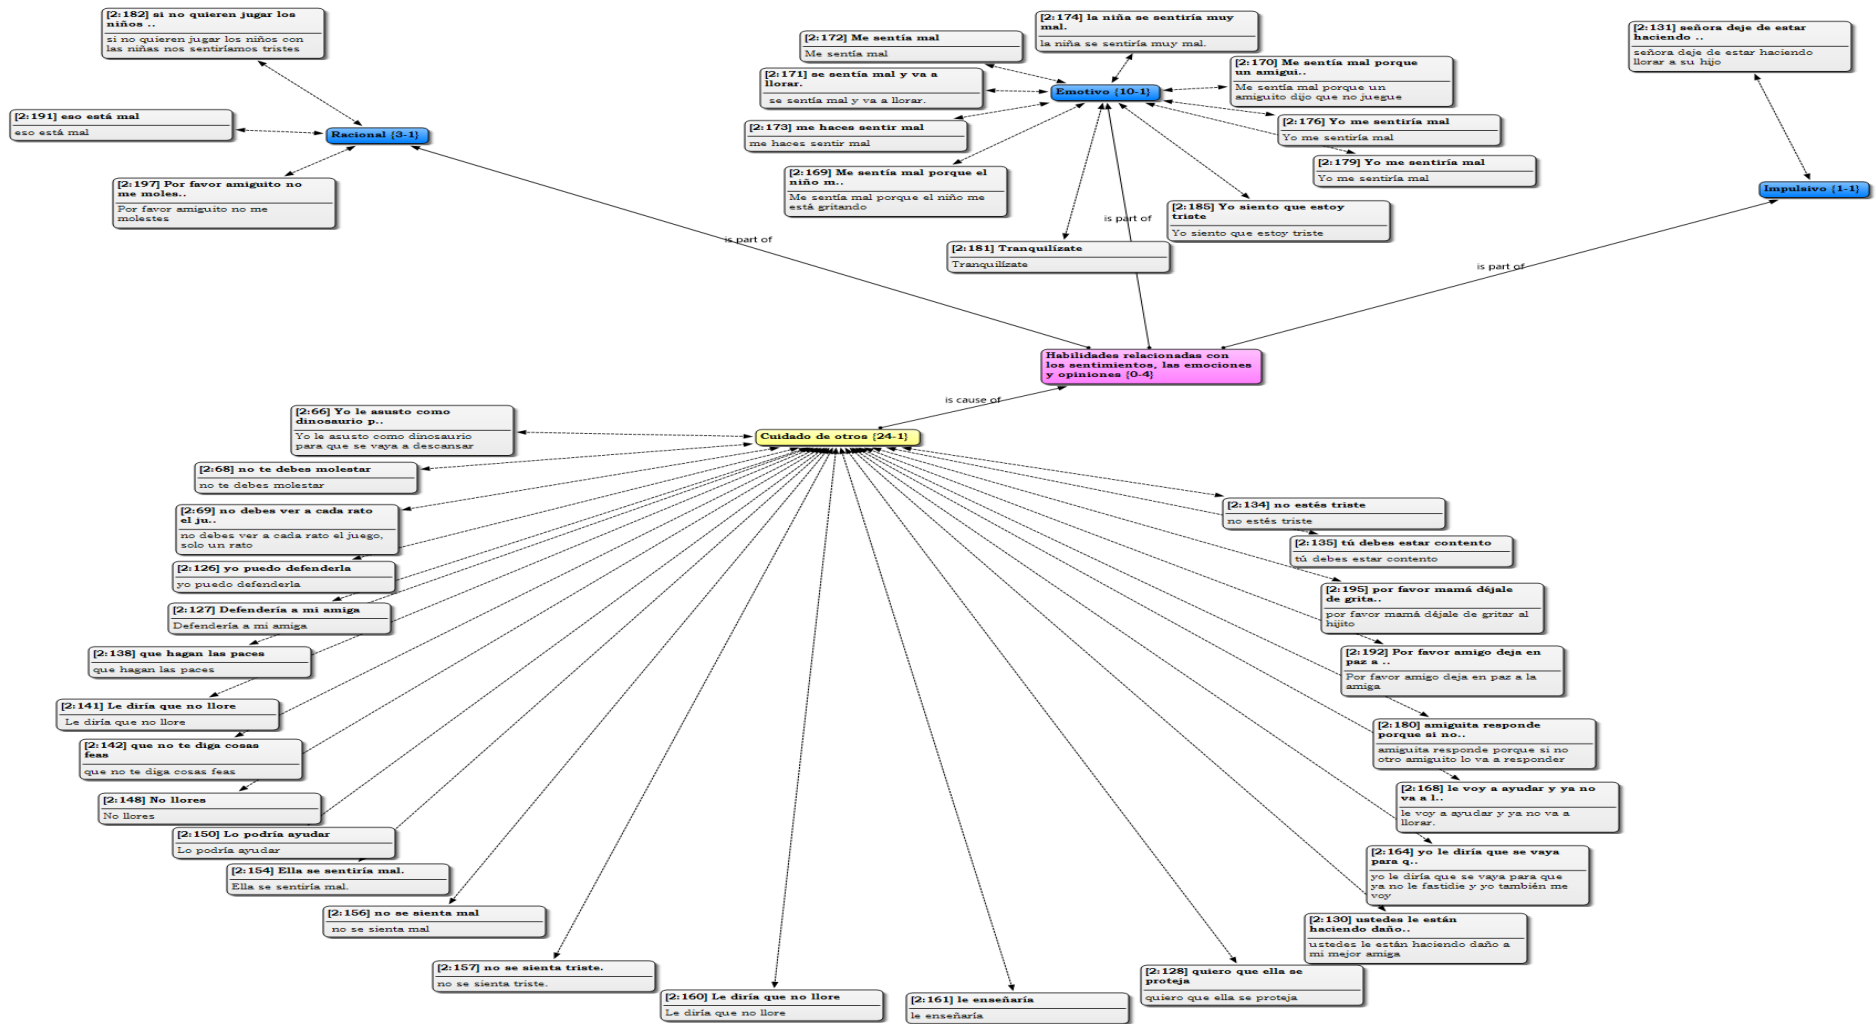 [2:182] si no quieren jugar los
niños ..
si no quieren jugar los niños con
las niñas nos sentiríamos tristes
[2:191] eso está mal
eso está mal
Racional {3-1}
[2:197] Por favor amiguito no
me moles..
Por favor amiguito no me
molestes
[2:174] la niña se sentiría muy
mal.
la niña se sentiría muy mal.
[2:172] Me sentía mal
Me sentía mal
[2:171] se sentía mal y va a
llorar.
se sentía mal y va a llorar.
[2:170] Me sentía mal porque
un amigui..
Me sentía mal porque un
amiguito dijo que no juegue
Emotivo {10-1}
[2:173] me haces sentir mal
me haces sentir mal
[2:176] Yo me sentiría mal
Yo me sentiría mal
[2:179] Yo me sentiría mal
Yo me sentiría mal
[2:169] Me sentía mal porque el
niño m..
Me sentía mal porque el niño me
está gritando
[2:185] Yo siento que estoy
triste
Yo siento que estoy triste
[2:181] Tranquilízate
Tranquilízate
[2:131] señora deje de estar
haciendo ..
señora deje de estar haciendo
llorar a su hijo
Impulsivo {1-1}
is part of
is part of
is part of
Habilidades relacionadas con
los sentimientos, las emociones
y opiniones {0-4}
is cause of
Cuidado de otros {24-1}
[2:66] Yo le asusto como
dinosaurio p..
Yo le asusto como dinosaurio
para que se vaya a descansar
[2:68] no te debes molestar
no te debes molestar
[2:69] no debes ver a cada rato
el ju..
no debes ver a cada rato el juego,
solo un rato
[2:126] yo puedo defenderla
yo puedo defenderla
[2:127] Defendería a mi amiga
Defendería a mi amiga
[2:138] que hagan las paces
que hagan las paces
[2:141] Le diría que no llore
Le diría que no llore
[2:142] que no te diga cosas
feas
que no te diga cosas feas
[2:148] No llores
No llores
[2:150] Lo podría ayudar
Lo podría ayudar
[2:154] Ella se sentiría mal.
Ella se sentiría mal.
[2:156] no se sienta mal
no se sienta mal
[2:157] no se sienta triste.
no se sienta triste.
[2:160] Le diría que no llore
Le diría que no llore
[2:161] le enseñaría
le enseñaría
[2:128] quiero que ella se
proteja
quiero que ella se proteja
[2:130] ustedes le están
haciendo daño..
ustedes le están haciendo daño a
mi mejor amiga
[2:164] yo le diría que se vaya
para q..
yo le diría que se vaya para que
ya no le fastidie y yo también me
voy
[2:168] le voy a ayudar y ya no
va a l..
le voy a ayudar y ya no va a
llorar.
[2:180] amiguita responde
porque si no..
amiguita responde porque si no
otro amiguito lo va a responder
[2:192] Por favor amigo deja en
paz a ..
Por favor amigo deja en paz a la
amiga
[2:195] por favor mamá déjale
de grita..
por favor mamá déjale de gritar al
hijito
[2:135] tú debes estar contento
tú debes estar contento
[2:134] no estés triste
no estés triste